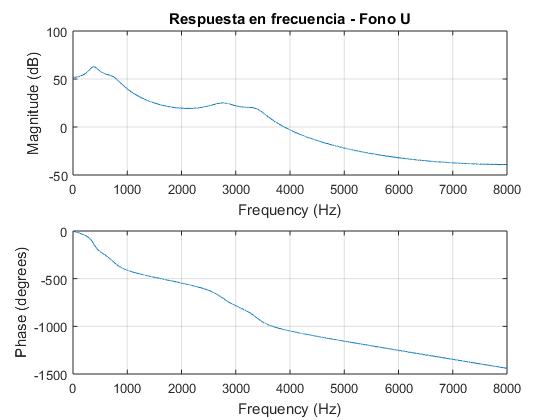 Respuesta en frecuencia - Fono U
100
50
0
-50
Magnitude (dB)
0 1000 2000 3000 4000 5000 6000 7000 8000
Frequency (Hz)
0
-500
-1000
-1500
Phase (degrees)
0 1000 2000 3000 4000 5000 6000 7000 8000
Frequency (Hz)